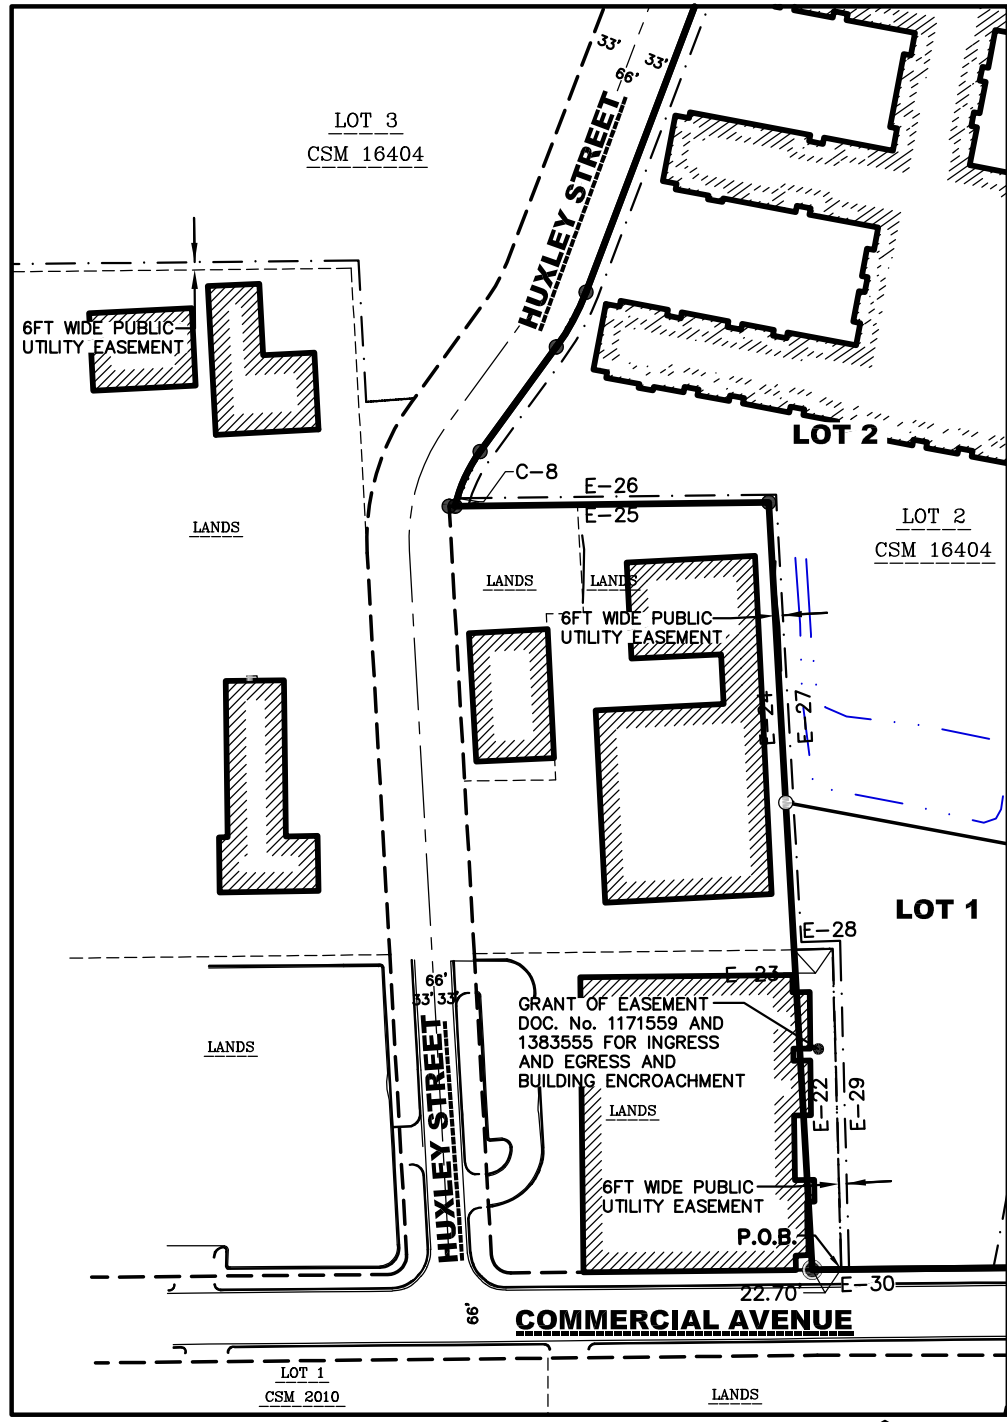 33'
33'
66'
HUXLEY STREET
LOT 3
CSM 16404
6FT WIDE PUBLIC
UTILITY EASEMENT
LOT 2
C-8
E-26
E-25
LANDS
LOT 2
CSM 16404
LANDS
LANDS
6FT WIDE PUBLIC
UTILITY EASEMENT
E-24
E-27
LOT 1
E-28
E-23
66'
33'
33'
GRANT OF EASEMENT
DOC. No. 1171559 AND
1383555 FOR INGRESS
AND EGRESS AND
BUILDING ENCROACHMENT
LANDS
LANDS
E-22
E-29
HUXLEY STREET
6FT WIDE PUBLIC
UTILITY EASEMENT
P.O.B.
22.70'
E-30
66'
COMMERCIAL AVENUE
LOT 1
CSM 2010
LANDS